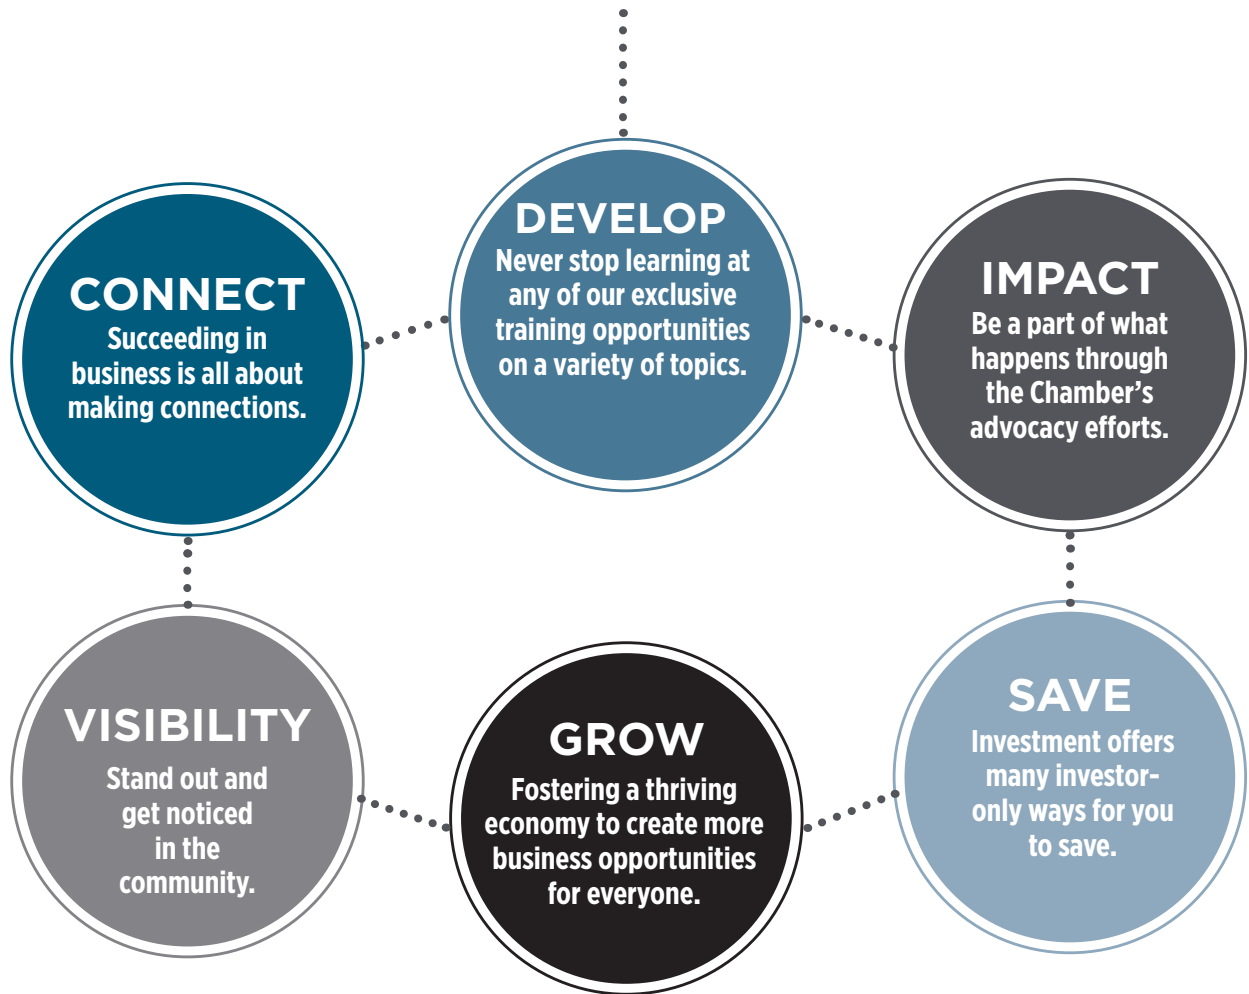 CONNECT
Succeeding in
business is all about
making connections.
DEVELOP
Never stop learning at
any of our exclusive
training opportunities
on a variety of topics.
IMPACT
Be a part of what
happens through
the Chamber’s
advocacy efforts.
VISIBILITY
Stand out and
get noticed
in the
community.
GROW
Fostering a thriving
economy to create more
business opportunities
for everyone.
SAVE
Investment offers
many investor-
only ways for you
to save.